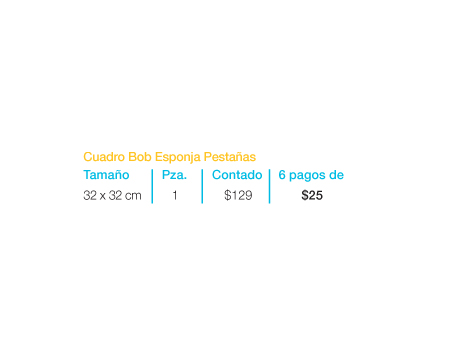 Cuadro Bob Esponja Pestañas
Tamaño Pza. Contado 6 pagos de
32 x 32 cm 1 $129 $25